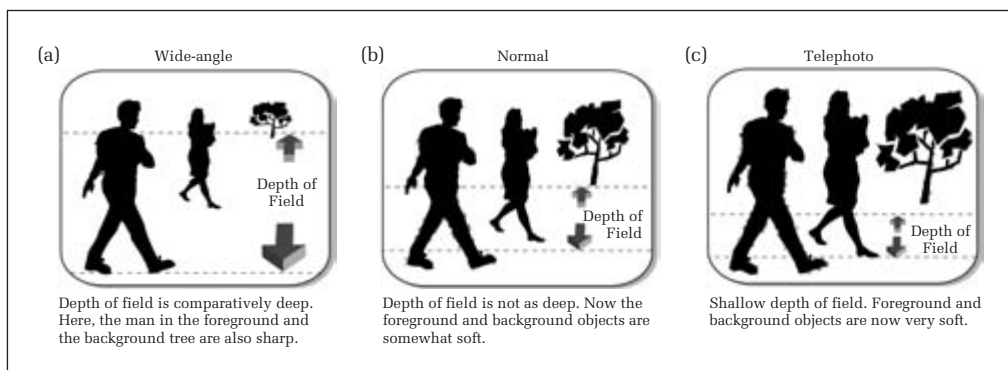 (a)
Wide-angle
Depth of
Field
Depth of field is comparatively deep.
Here, the man in the foreground and
the background tree are also sharp.
(b)
Normal
Depth of
Field
Depth of field is not as deep. Now the
foreground and background objects are
somewhat soft.
(c)
Telephoto
Depth of
Field
Shallow depth of field. Foreground and
background objects are now very soft.